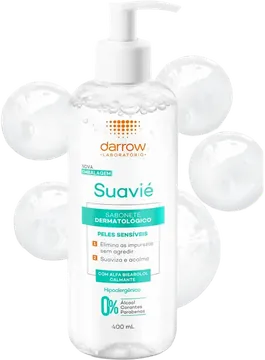 darrow
LABORATÓRIO
NOVA
EMBALAGEM
Suavié
SABONETE
DERMATOLÓGICO
PELES SENSÍVEIS
Elimina as impurezas
sem agredir
Suaviza e acalma
COM ALFA BISABOLOL
CALMANTE
Hipoalergênico
0%
Álcool
Corantes
Parabenos
400 mL